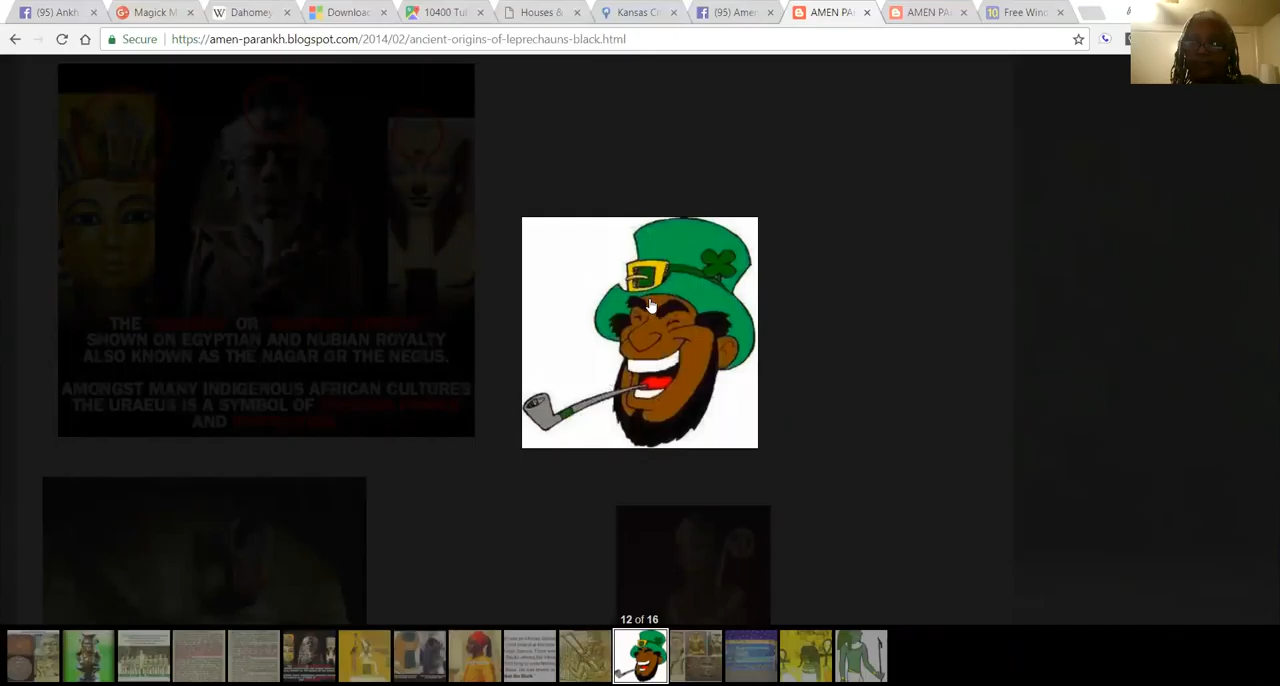 (95) Ankh
Magick M
Dahomey
Downloac
10400 Tul
Houses &
Kansas Ci
(95) Amer
AMEN PA
AMEN PA
Free Wind
Secure
https://amen-parankh.blogspot.com/2014/02/ancient-origins-of-leprechauns-black.html
THE OR
SHOWN ON EGYPTIAN AND NUBIAN ROYALTY
ALSO KNOWN AS THE NAGAR OR THE NEGUS.
AMONGST MANY INDIGENOUS AFRICAN CULTURES
THE URAEUS IS A SYMBOL OF
AND
12 of 16